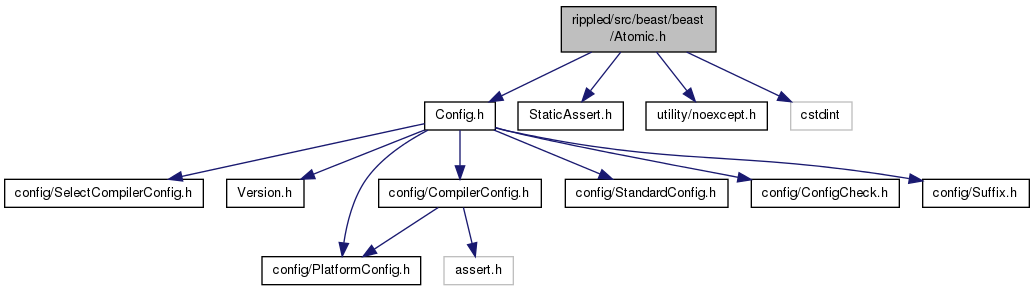 rippled/src/beast/beast
/Atomic.h
Config.h
StaticAssert.h
utility/noexcept.h
cstdint
config/SelectCompilerConfig.h
Version.h
config/CompilerConfig.h
config/StandardConfig.h
config/ConfigCheck.h
config/Suffix.h
config/PlatformConfig.h
assert.h